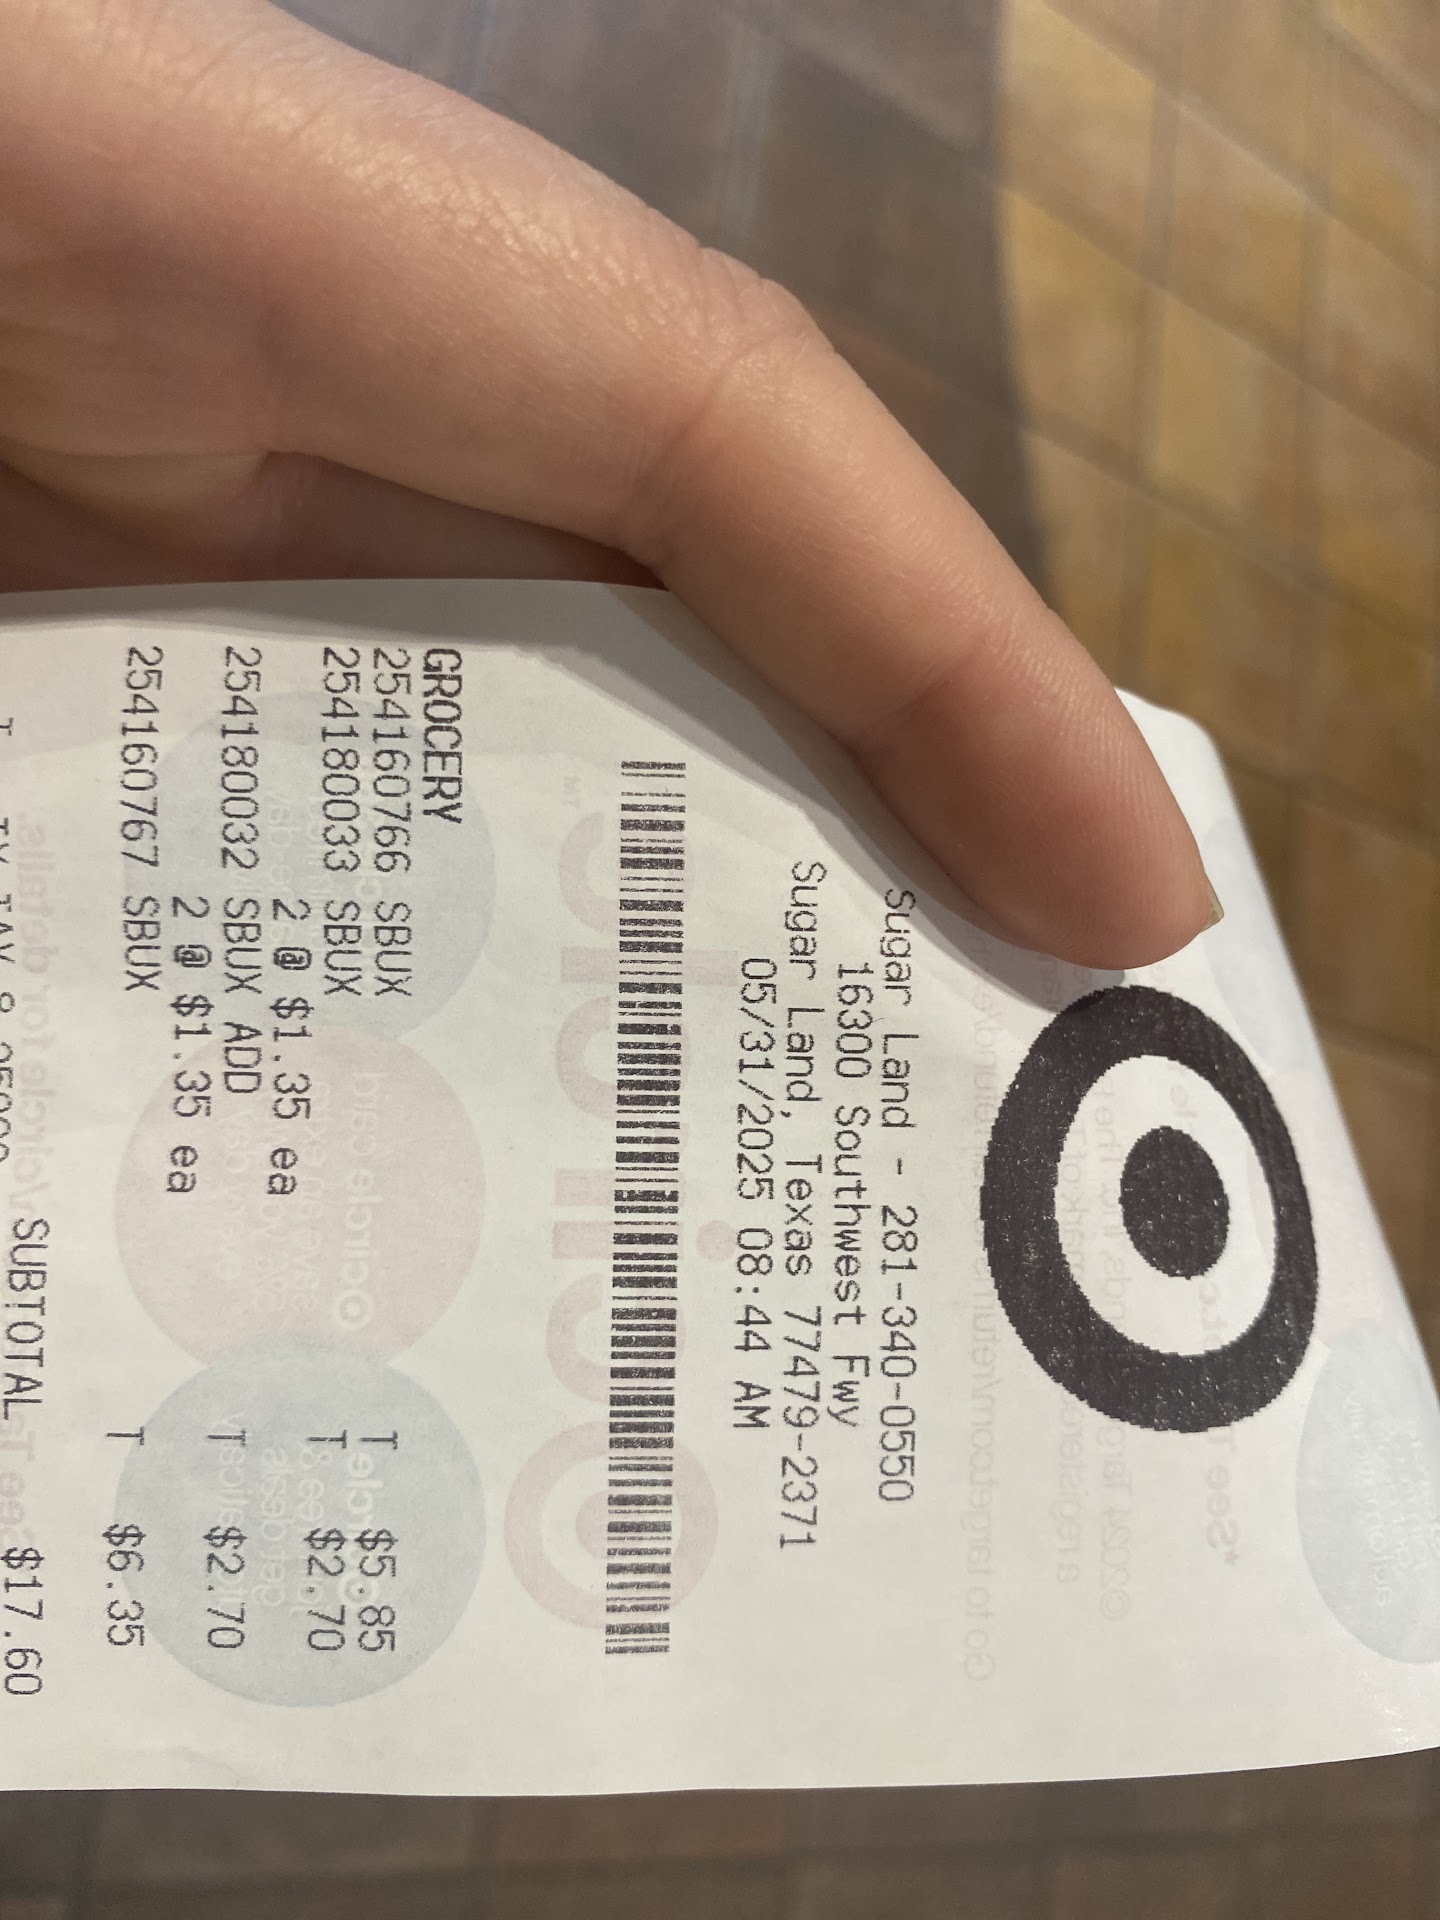 Sugar Land - 281-340-0550
16300 Southwest Fwy
Sugar Land, Texas 77479-2371
05/31/2025 08:44 AM
GROCERY
254160766 SBUX T $5.85
254180033 SBUX T $2.70
2 @ $1.35 ea
254180032 SBUX ADD T $2.70
2 @ $1.35 ea
254160767 SBUX T $6.35
SUBTOTAL $17.60